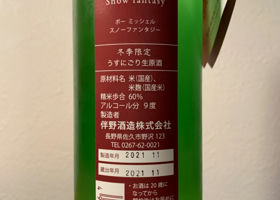 Snow fantasy
ボー ミッシェル
スノーファンタジー
冬季限定
うすにごり生原酒
原材料名 米(国産)、
米麹(国産米)
精米歩合 60%
アルコール分 9度
製造者
伴野酒造株式会社
長野県佐久市野沢 123
TEL 0267-62-0021
製造年月 2021 11
蔵出年月 2021 11
・お酒は20歳に
なってから